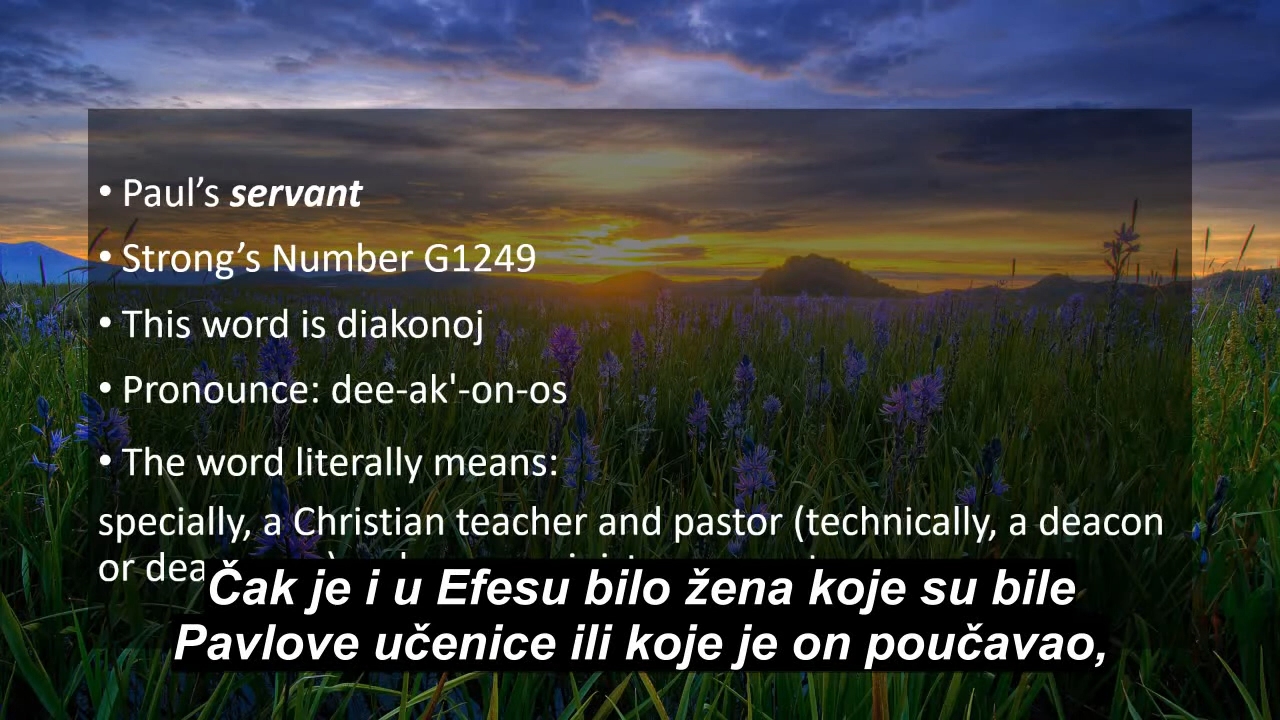 • Paul’s servant
• Strong’s Number G1249
• This word is diakonoj
• Pronounce: dee-ak'-on-os
• The word literally means:
specially, a Christian teacher and pastor (technically, a deacon
or dea
Čak je i u Efesu bilo žena koje su bile
Pavlove učenice ili koje je on poučavao,